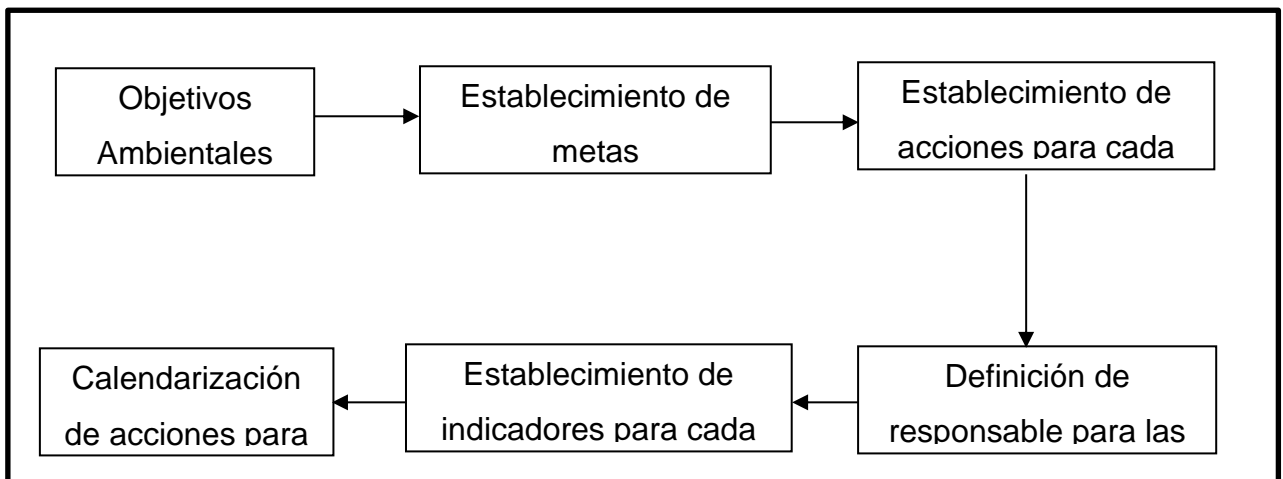 Objetivos
Ambientales
Establecimiento de
metas
Establecimiento de
acciones para cada
Definición de
responsable para las
Establecimiento de
indicadores para cada
Calendarización
de acciones para